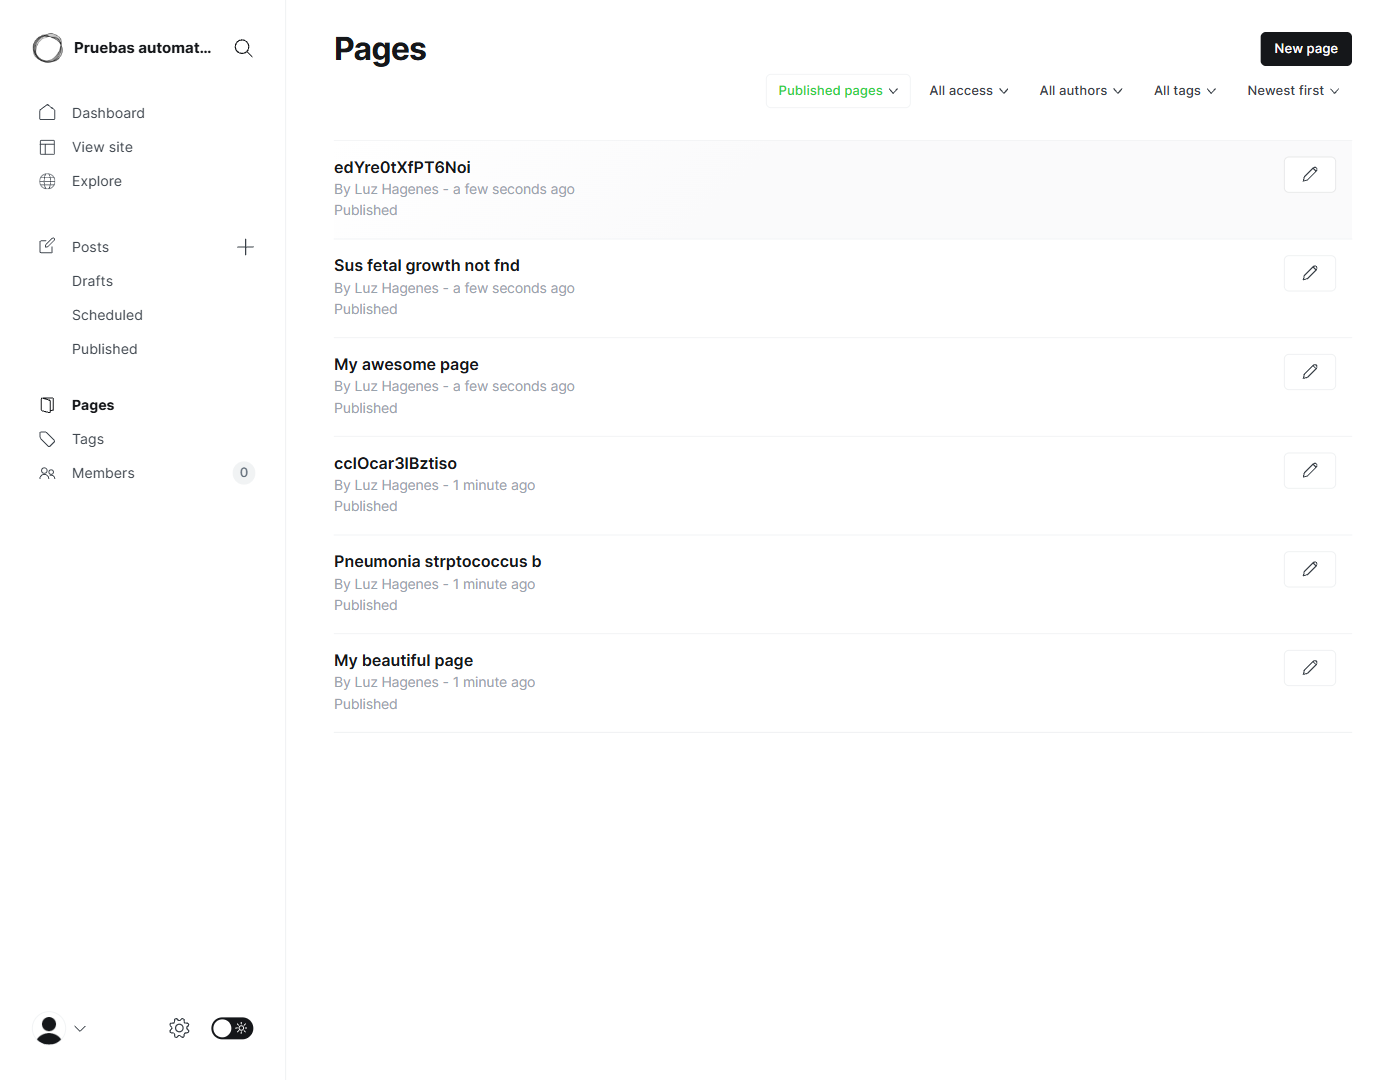 Pruebas automat...
Dashboard
View site
Explore
Posts
Drafts
Scheduled
Published
Pages
Tags
Members
0
Pages
New page
Published pages
All access
All authors
All tags
Newest first
edYre0tXfPT6Noi
By Luz Hagenes - a few seconds ago
Published
Sus fetal growth not fnd
By Luz Hagenes - a few seconds ago
Published
My awesome page
By Luz Hagenes - a few seconds ago
Published
cclOcar3IBztiso
By Luz Hagenes - 1 minute ago
Published
Pneumonia strptococcus b
By Luz Hagenes - 1 minute ago
Published
My beautiful page
By Luz Hagenes - 1 minute ago
Published